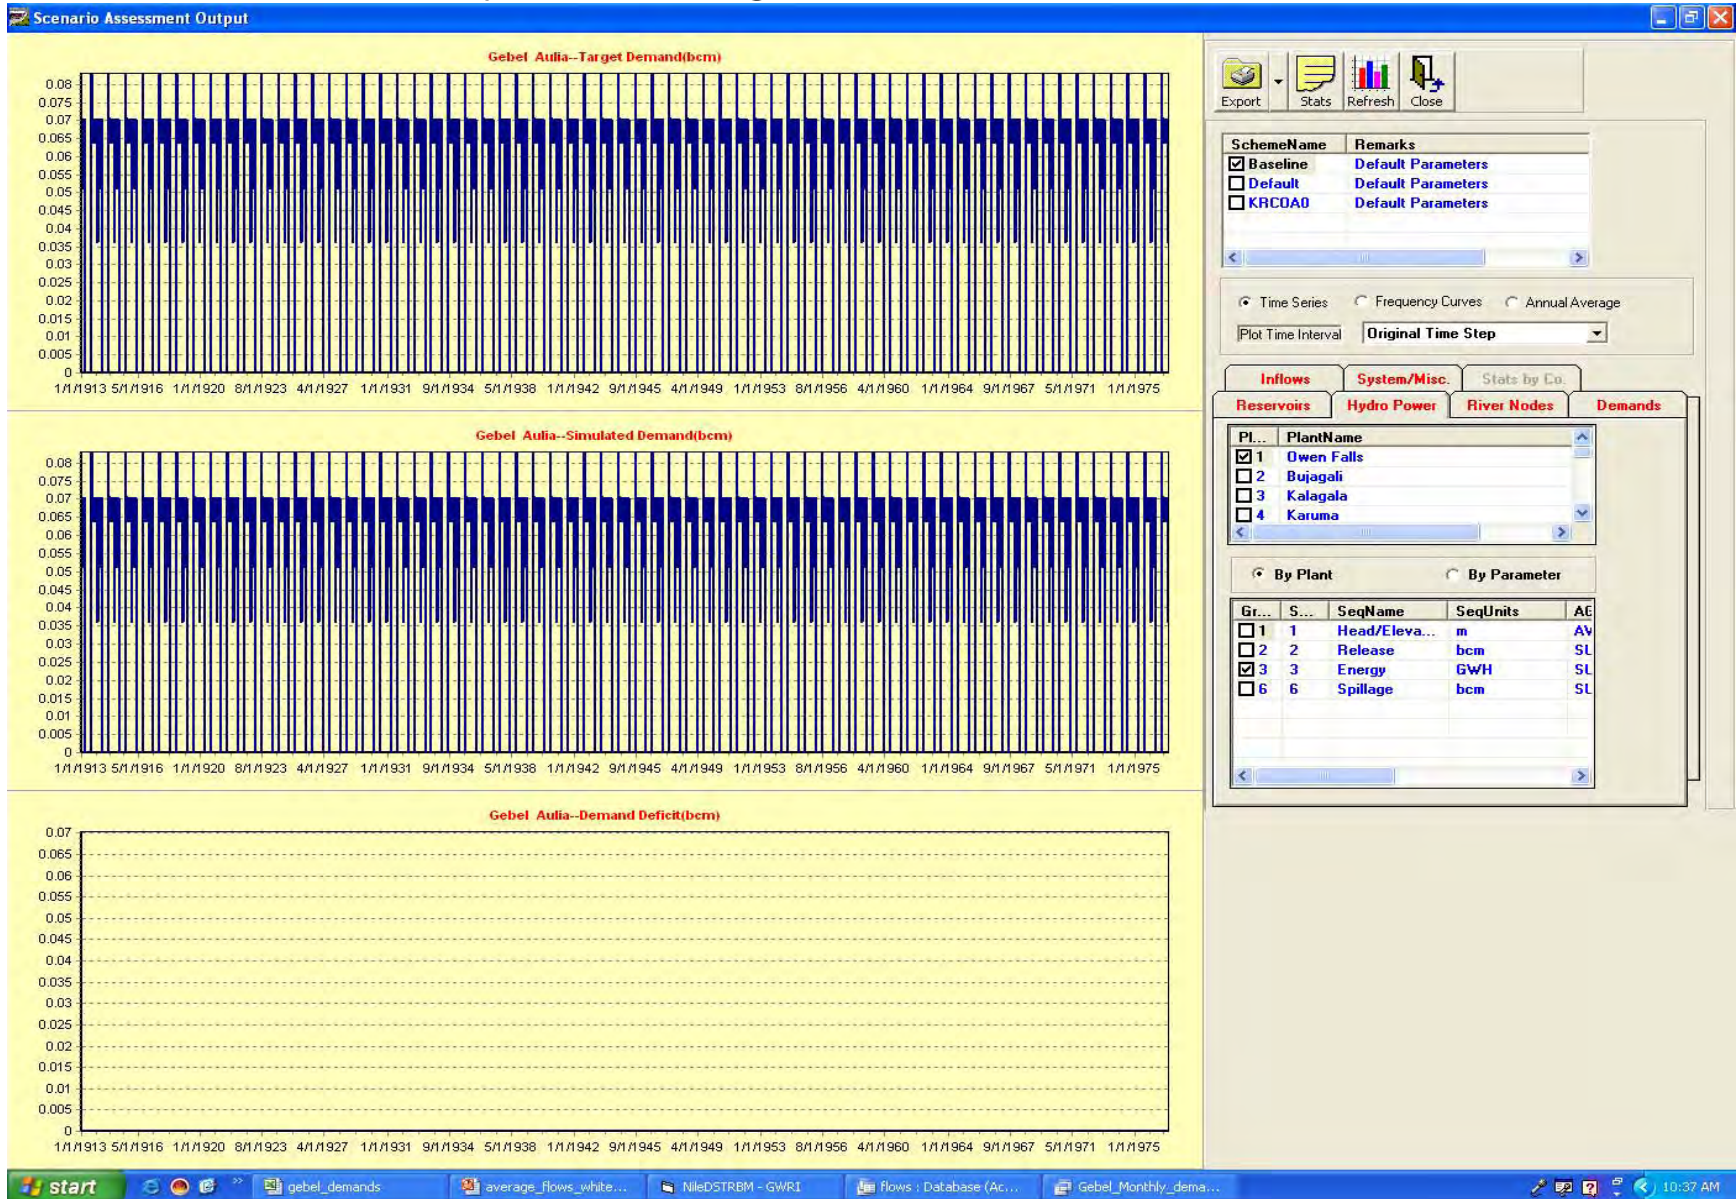 Scenario Assessment Output
Gebel Aulia--Target Demand(bcm)
0.08
0.075
0.07
0.065
0.06
0.055
0.05
0.045
0.04
0.035
0.03
0.025
0.02
0.015
0.01
0.005
0
1/1/1913 5/1/1916 1/1/1920 8/1/1923 4/1/1927 1/1/1931 9/1/1934 5/1/1938 1/1/1942 9/1/1945 4/1/1949 1/1/1953 8/1/1956 4/1/1960 1/1/1964 9/1/1967 5/1/1971 1/1/1975
Gebel Aulia--Simulated Demand(bcm)
0.08
0.075
0.07
0.065
0.06
0.055
0.05
0.045
0.04
0.035
0.03
0.025
0.02
0.015
0.01
0.005
0
1/1/1913 5/1/1916 1/1/1920 8/1/1923 4/1/1927 1/1/1931 9/1/1934 5/1/1938 1/1/1942 9/1/1945 4/1/1949 1/1/1953 8/1/1956 4/1/1960 1/1/1964 9/1/1967 5/1/1971 1/1/1975
Gebel Aulia--Demand Deficit(bcm)
0.07
0.065
0.06
0.055
0.05
0.045
0.04
0.035
0.03
0.025
0.02
0.015
0.01
0.005
0
1/1/1913 5/1/1916 1/1/1920 8/1/1923 4/1/1927 1/1/1931 9/1/1934 5/1/1938 1/1/1942 9/1/1945 4/1/1949 1/1/1953 8/1/1956 4/1/1960 1/1/1964 9/1/1967 5/1/1971 1/1/1975
Export Stats Refresh Close
SchemeName Remarks
Baseline Default Parameters
Default Default Parameters
KRCOA0 Default Parameters
Time Series Frequency Curves Annual Average
Plot Time Interval Original Time Step
Inflows System/Misc. Stats by Co.
Reservoirs Hydro Power River Nodes Demands
Pl... PlantName
1 Owen Falls
2 Bujagali
3 Kalagala
4 Karuma
By Plant By Parameter
Gr... S... SeqName SeqUnits
1 1 Head/Eleva... m AV
2 2 Release bcm
3 3 Energy GWH
6 6 Spillage bcm
start gebel_demands average_flows_white... NileDSTRBM - GWRI flows : Database (Ac... Gebel_Monthly_dema... 10:37 AM